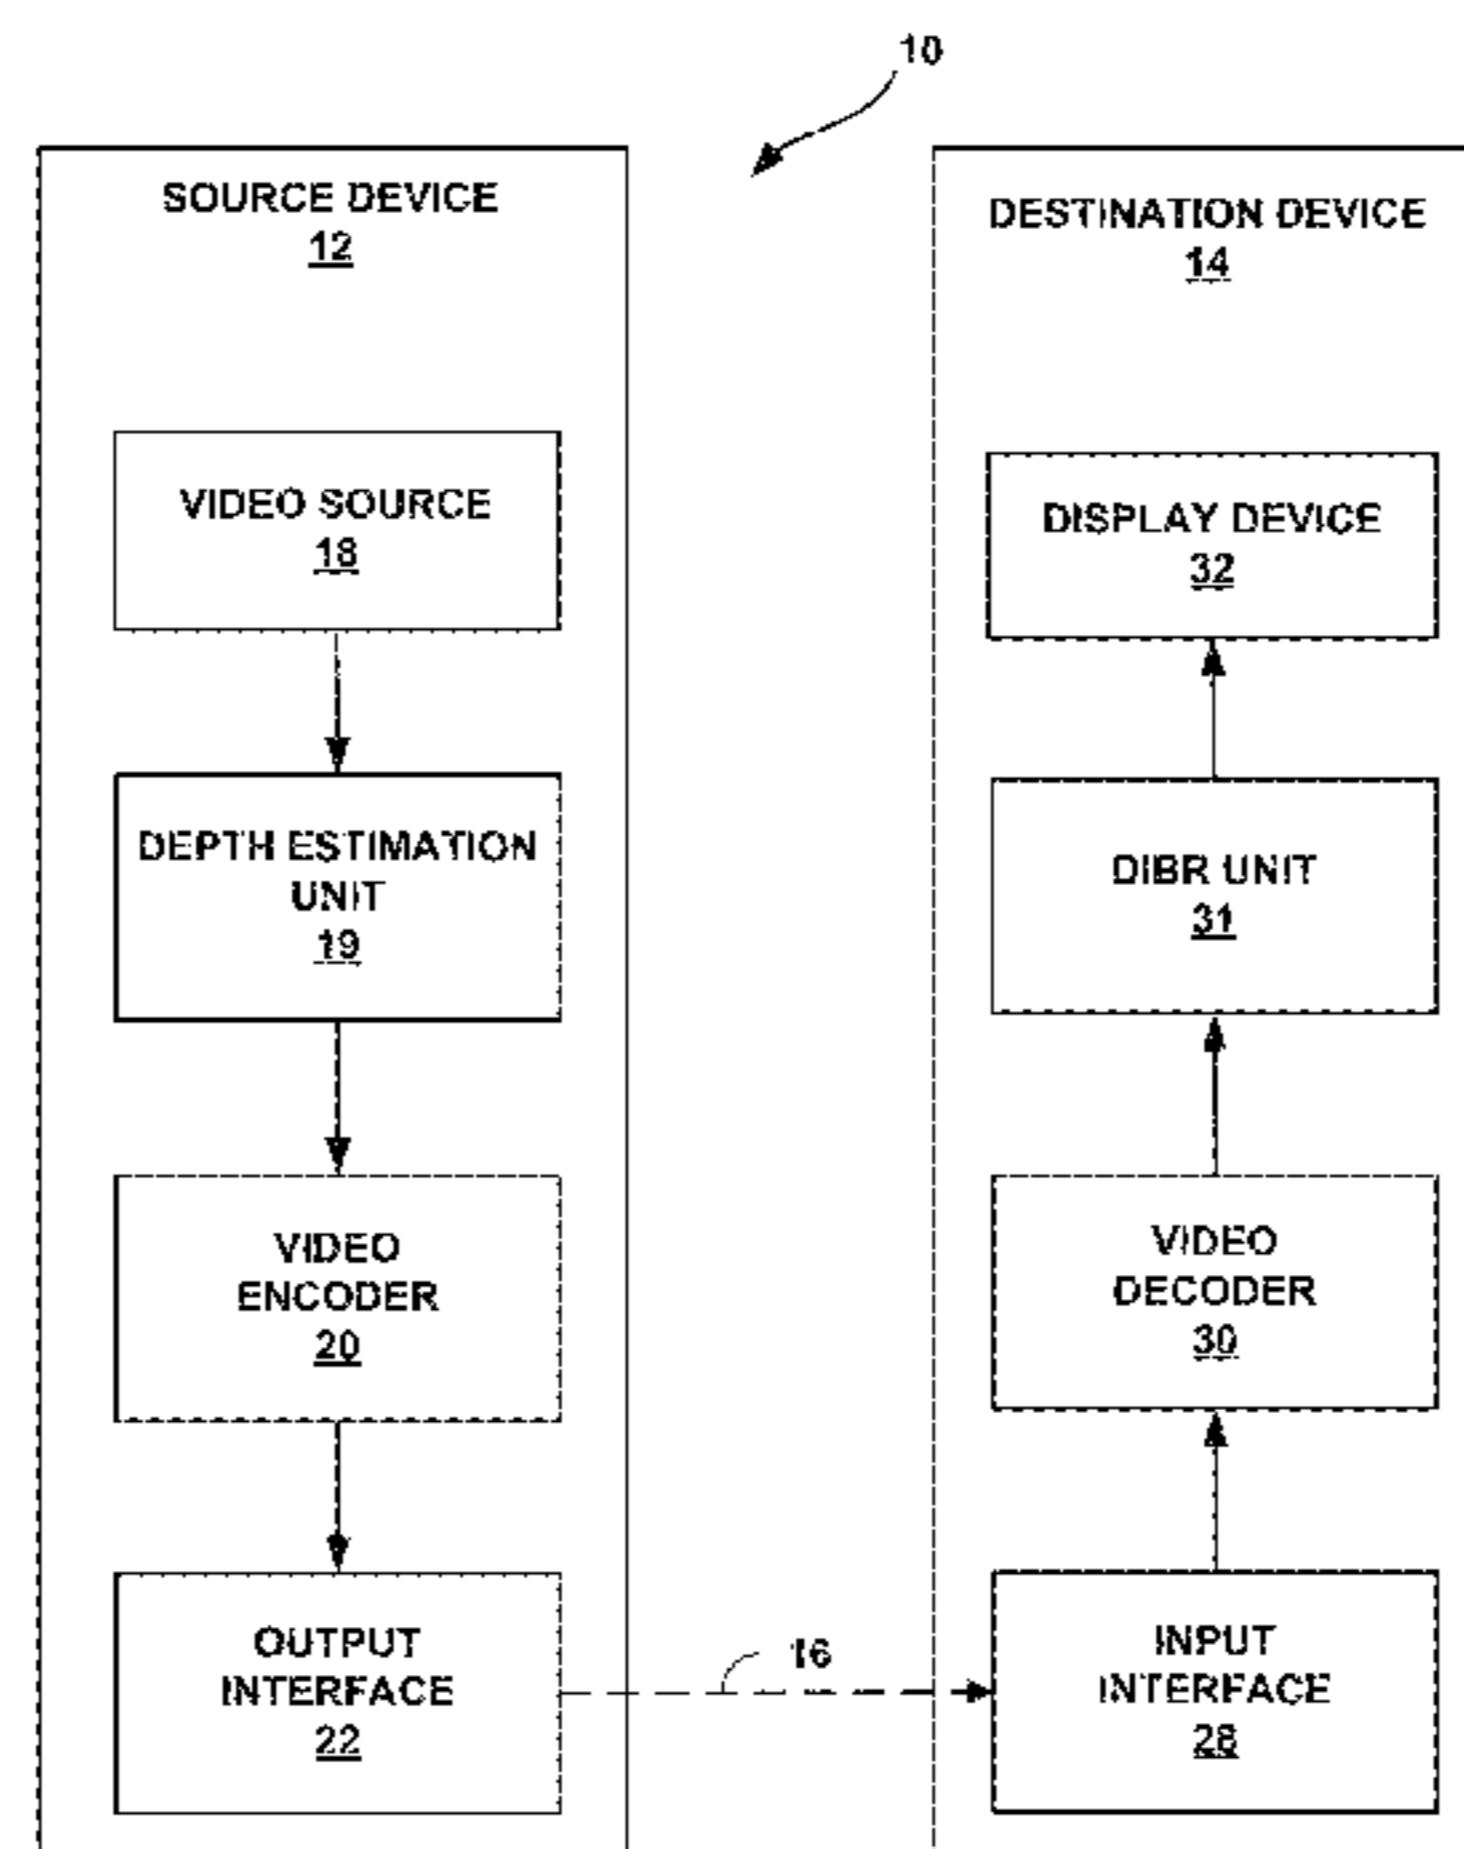 10
SOURCE DEVICE
12
VIDEO SOURCE
18
DEPTH ESTIMATION
UNIT
19
VIDEO
ENCODER
20
OUTPUT
INTERFACE
22
16
DESTINATION DEVICE
14
DISPLAY DEVICE
32
DIBR UNIT
31
VIDEO
DECODER
30
INPUT
INTERFACE
28